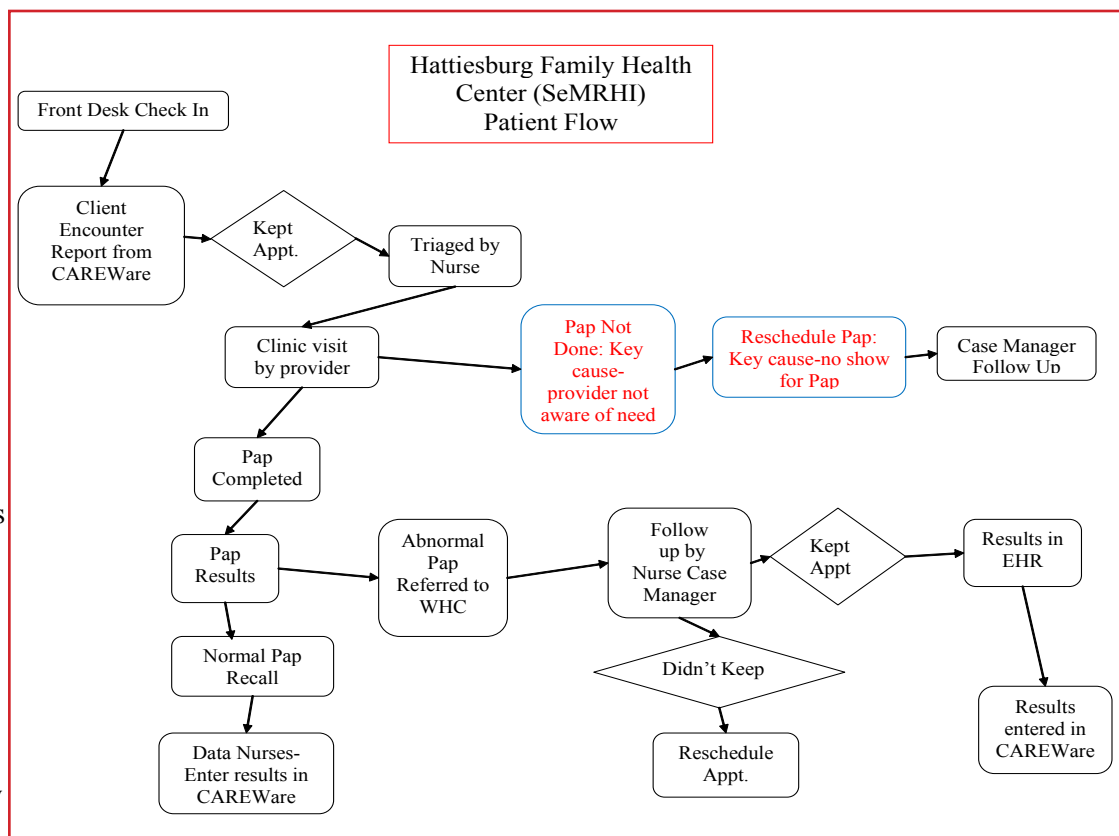 Hattiesburg Family Health
Center (SeMRHI)
Patient Flow
Front Desk Check In
Client
Encounter
Report from
CAREWare
Kept
Appt.
Triaged by
Nurse
Clinic visit
by provider
Pap Not
Done: Key
cause-
provider not
aware of need
Reschedule Pap:
Key cause-no show
for Pap
Case Manager
Follow Up
Pap
Completed
Pap
Results
Abnormal
Pap
Referred to
WHC
Follow
up by
Nurse Case
Manager
Kept
Appt
Results in
EHR
Normal Pap
Recall
Didn’t Keep
Data Nurses-
Enter results in
CAREWare
Reschedule
Appt.
Results
entered in
CAREWare